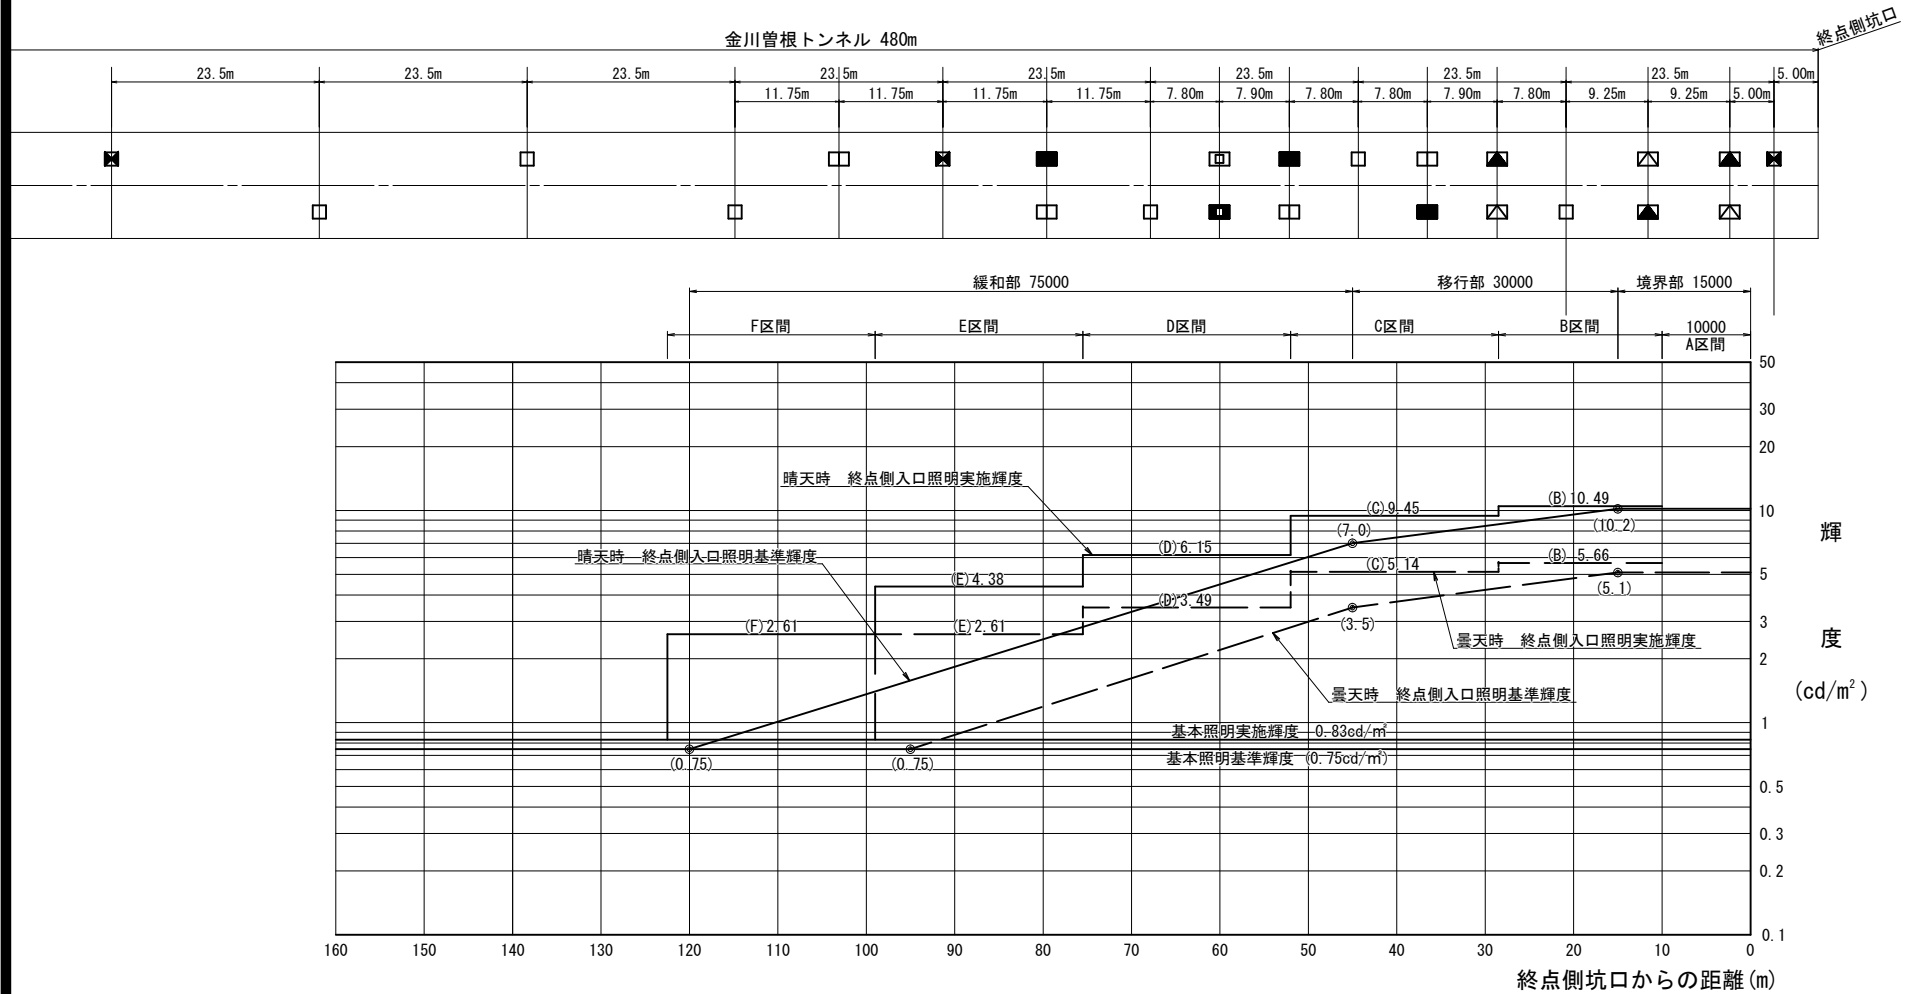 金川曽根トンネル 480m
終点側坑口
23.5m 23.5m 23.5m 23.5m 23.5m 23.5m 23.5m 23.5m 5.00m
11.75m 11.75m 11.75m 11.75m 7.80m 7.90m 7.80m 7.80m 7.90m 7.80m 9.25m 9.25m 5.00m
緩和部 75000 移行部 30000 境界部 15000
F区間 E区間 D区間 C区間 B区間 10000
A区間
50
30
20
晴天時 終点側入口照明実施輝度
(C)9.45 (B)10.49
10
(7.0) (10.2)
輝
晴天時 終点側入口照明基準輝度
(D)6.15
(C)5.14 (B) 5.66
5
(E)4.38
(5.1)
(D)3.49
3
(F)2.61 (E)2.61 (3.5)
度
曇天時 終点側入口照明実施輝度
2
曇天時 終点側入口照明基準輝度
(cd/m²)
1
基本照明実施輝度 0.83cd/㎡
基本照明基準輝度 (0.75cd/㎡)
(0.75) (0.75)
0.5
0.3
0.2
0.1
160 150 140 130 120 110 100 90 80 70 60 50 40 30 20 10 0
終点側坑口からの距離(m)